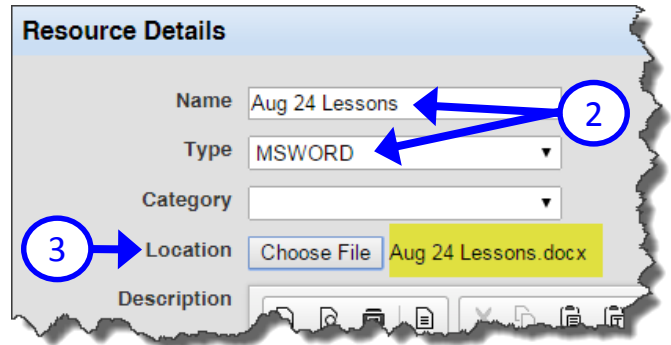 Resource Details
Name Aug 24 Lessons
2
Type MSWORD
Category
3 Location Choose File Aug 24 Lessons.docx
Description